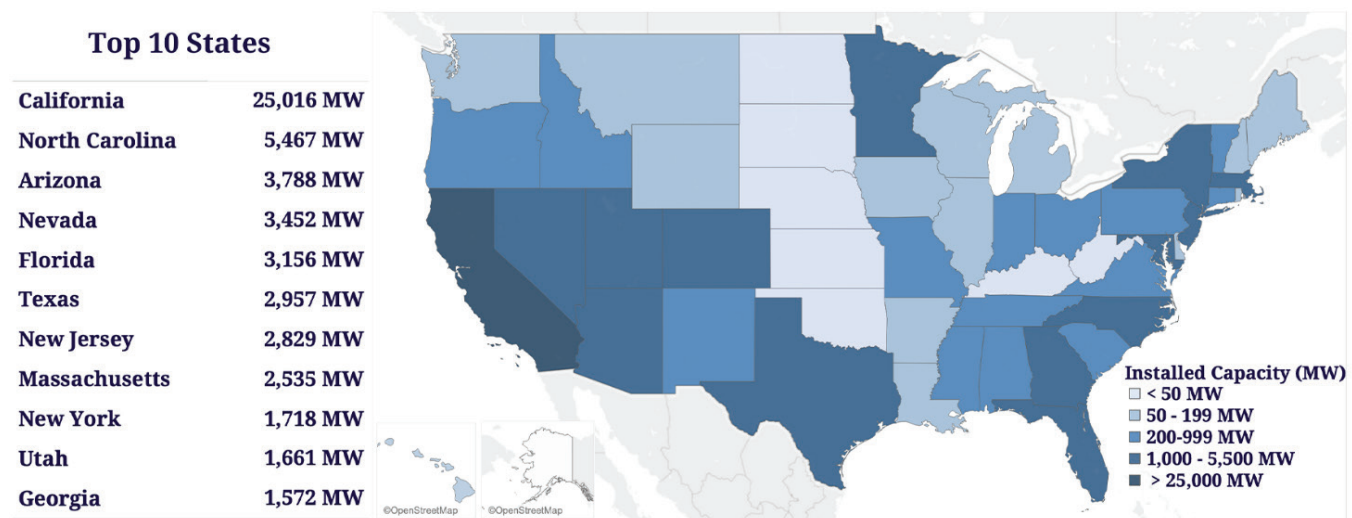 Top 10 States
California 25,016 MW
North Carolina 5,467 MW
Arizona 3,788 MW
Nevada 3,452 MW
Florida 3,156 MW
Texas 2,957 MW
New Jersey 2,829 MW
Massachusetts 2,535 MW
New York 1,718 MW
Utah 1,661 MW
Georgia 1,572 MW
Installed Capacity (MW)
< 50 MW
50 - 199 MW
200-999 MW
1,000 - 5,500 MW
> 25,000 MW
©OpenStreetMap
©OpenStreetMap